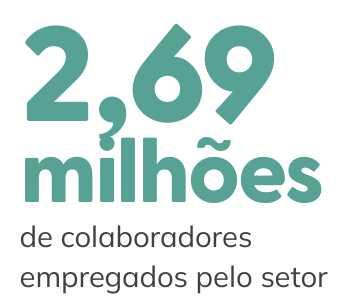 2,69
milhões
de colaboradores
empregados pelo setor